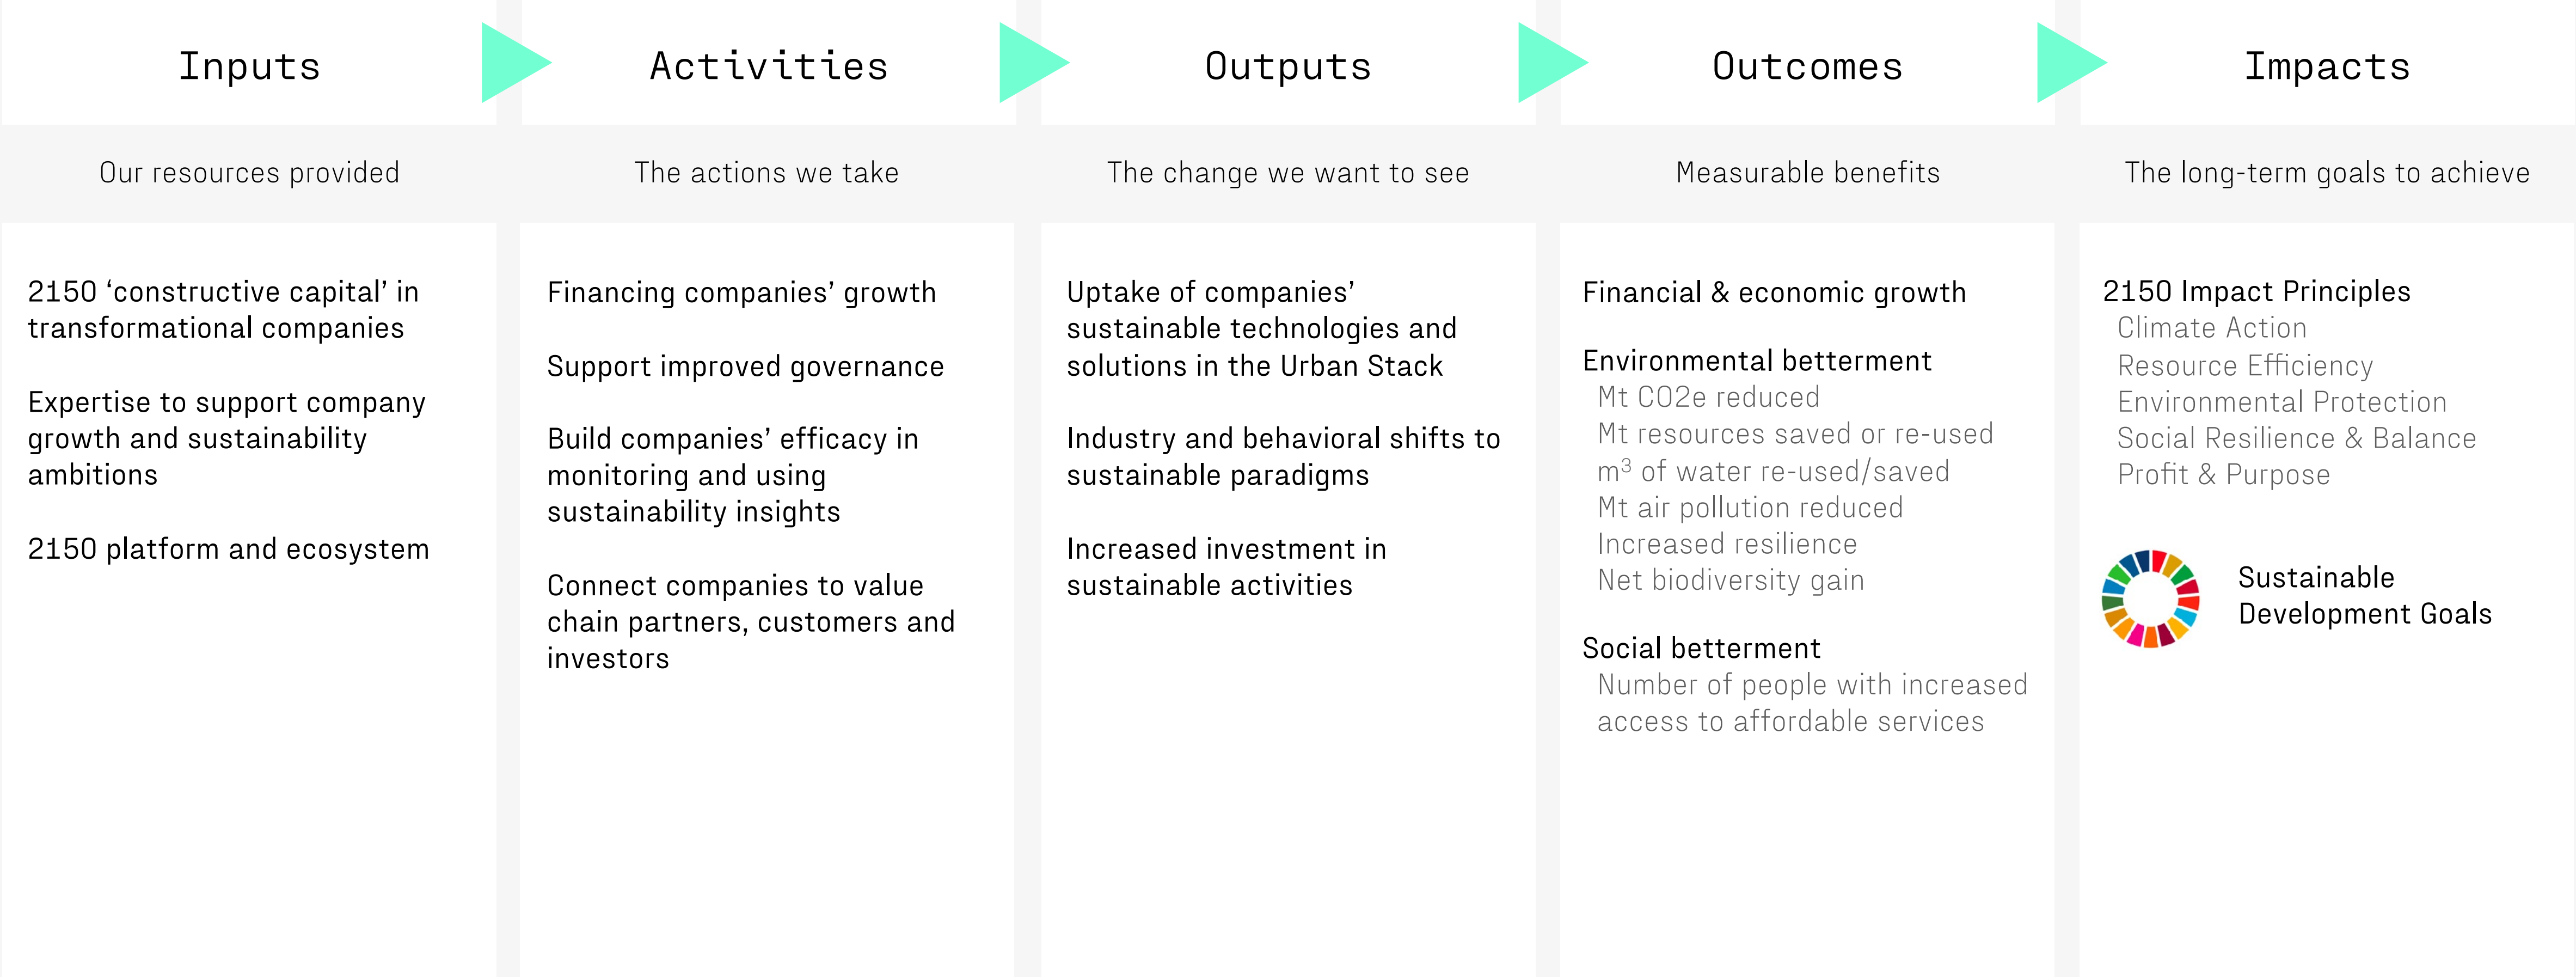 Inputs
Activities
Outputs
Outcomes
Impacts
Our resources provided
The actions we take
The change we want to see
Measurable benefits
The long-term goals to achieve
2150 ‘constructive capital’ in
transformational companies
Expertise to support company
growth and sustainability
ambitions
2150 platform and ecosystem
Financing companies’ growth
Support improved governance
Build companies’ efficacy in
monitoring and using
sustainability insights
Connect companies to value
chain partners, customers and
investors
Uptake of companies’
sustainable technologies and
solutions in the Urban Stack
Industry and behavioral shifts to
sustainable paradigms
Increased investment in
sustainable activities
Financial & economic growth
Environmental betterment
Mt CO2e reduced
Mt resources saved or re-used
m³ of water re-used/saved
Mt air pollution reduced
Increased resilience
Net biodiversity gain
Social betterment
Number of people with increased
access to affordable services
2150 Impact Principles
Climate Action
Resource Efficiency
Environmental Protection
Social Resilience & Balance
Profit & Purpose
Sustainable
Development Goals